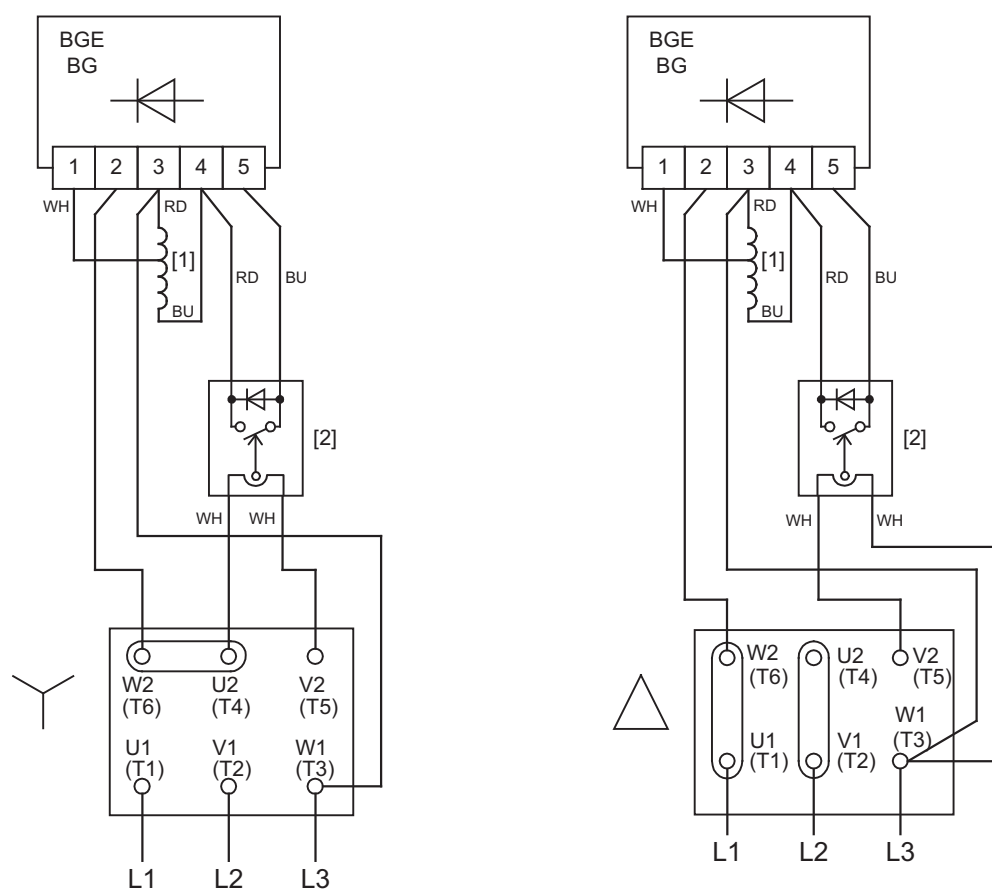 BGE
BG
1 2 3 4 5
WH
RD
[1]
BU
RD
BU
[2]
WH
WH
W2
(T6)
U2
(T4)
V2
(T5)
U1
(T1)
V1
(T2)
W1
(T3)
L1
L2
L3
BGE
BG
1 2 3 4 5
WH
RD
[1]
BU
RD
BU
[2]
WH
WH
W2
(T6)
U2
(T4)
V2
(T5)
U1
(T1)
V1
(T2)
W1
(T3)
L1
L2
L3